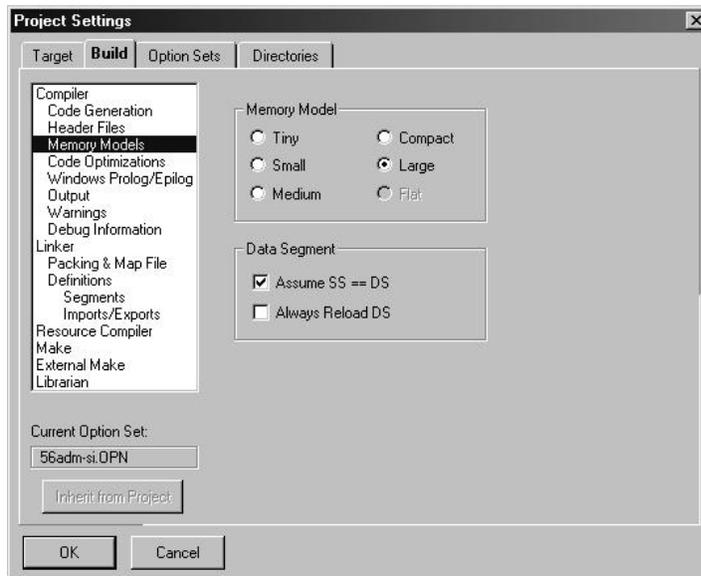 Project Settings
Target Build Option Sets Directories
Compiler
Code Generation
Header Files
Memory Models
Code Optimizations
Windows Prolog/Epilog
Output
Warnings
Debug Information
Linker
Packing & Map File
Definitions
Segments
Imports/Exports
Resource Compiler
Make
External Make
Librarian
Memory Model
Tiny Compact
Small Large
Medium Flat
Data Segment
Assume SS == DS
Always Reload DS
Current Option Set:
56adm-si.OPN
Inherit from Project
OK Cancel